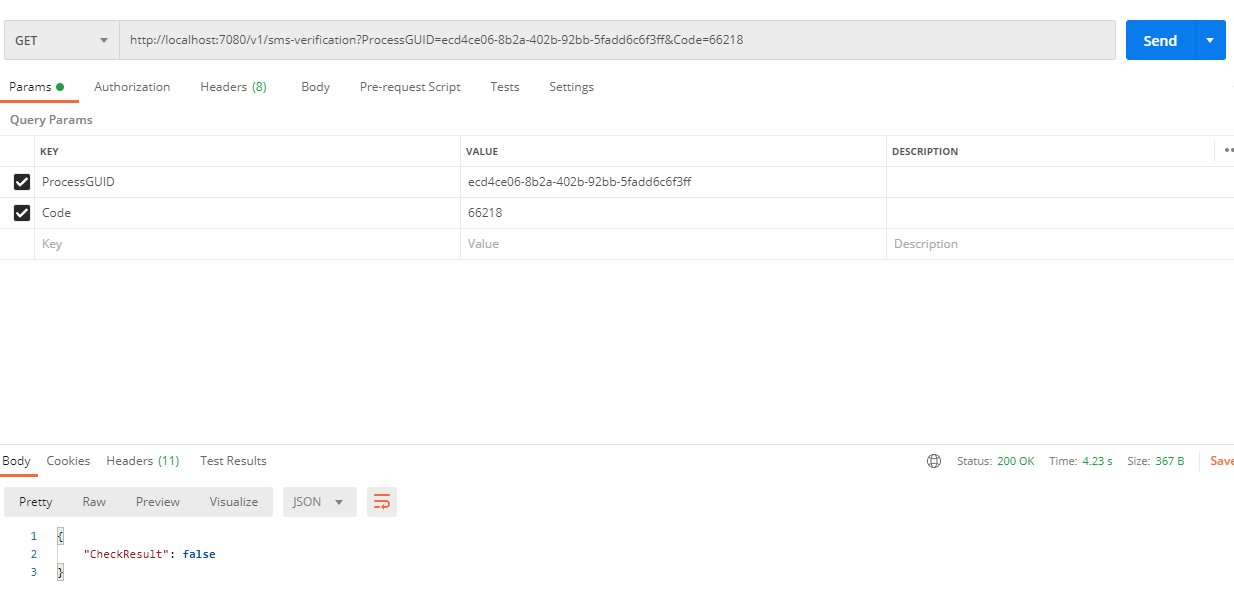 GET http://localhost:7080/v1/sms-verification?ProcessGUID=ecd4ce06-8b2a-402b-92bb-5fadd6c6f3ff&Code=66218 Send
Params Authorization Headers (8) Body Pre-request Script Tests Settings
Query Params
KEY VALUE DESCRIPTION
ProcessGUID ecd4ce06-8b2a-402b-92bb-5fadd6c6f3ff
Code 66218
Key Value Description
Body Cookies Headers (11) Test Results Status: 200 OK Time: 4.23 s Size: 367 B Save
Pretty Raw Preview Visualize JSON
1 {
2 "CheckResult": false
3 }